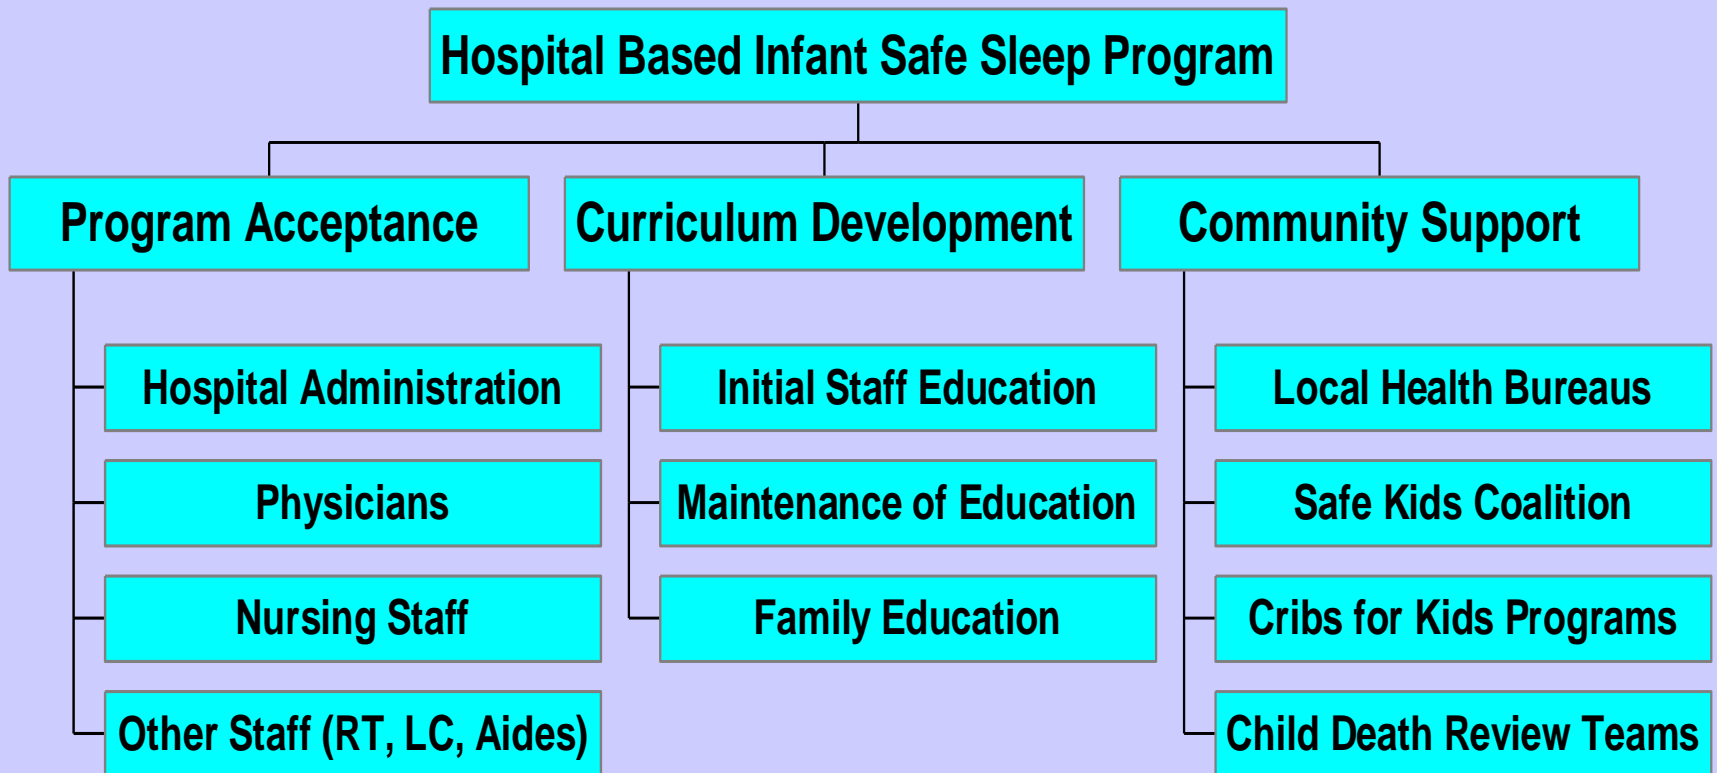 Hospital Based Infant Safe Sleep Program
Program Acceptance
Hospital Administration
Physicians
Nursing Staff
Other Staff (RT, LC, Aides)
Curriculum Development
Initial Staff Education
Maintenance of Education
Family Education
Community Support
Local Health Bureaus
Safe Kids Coalition
Cribs for Kids Programs
Child Death Review Teams